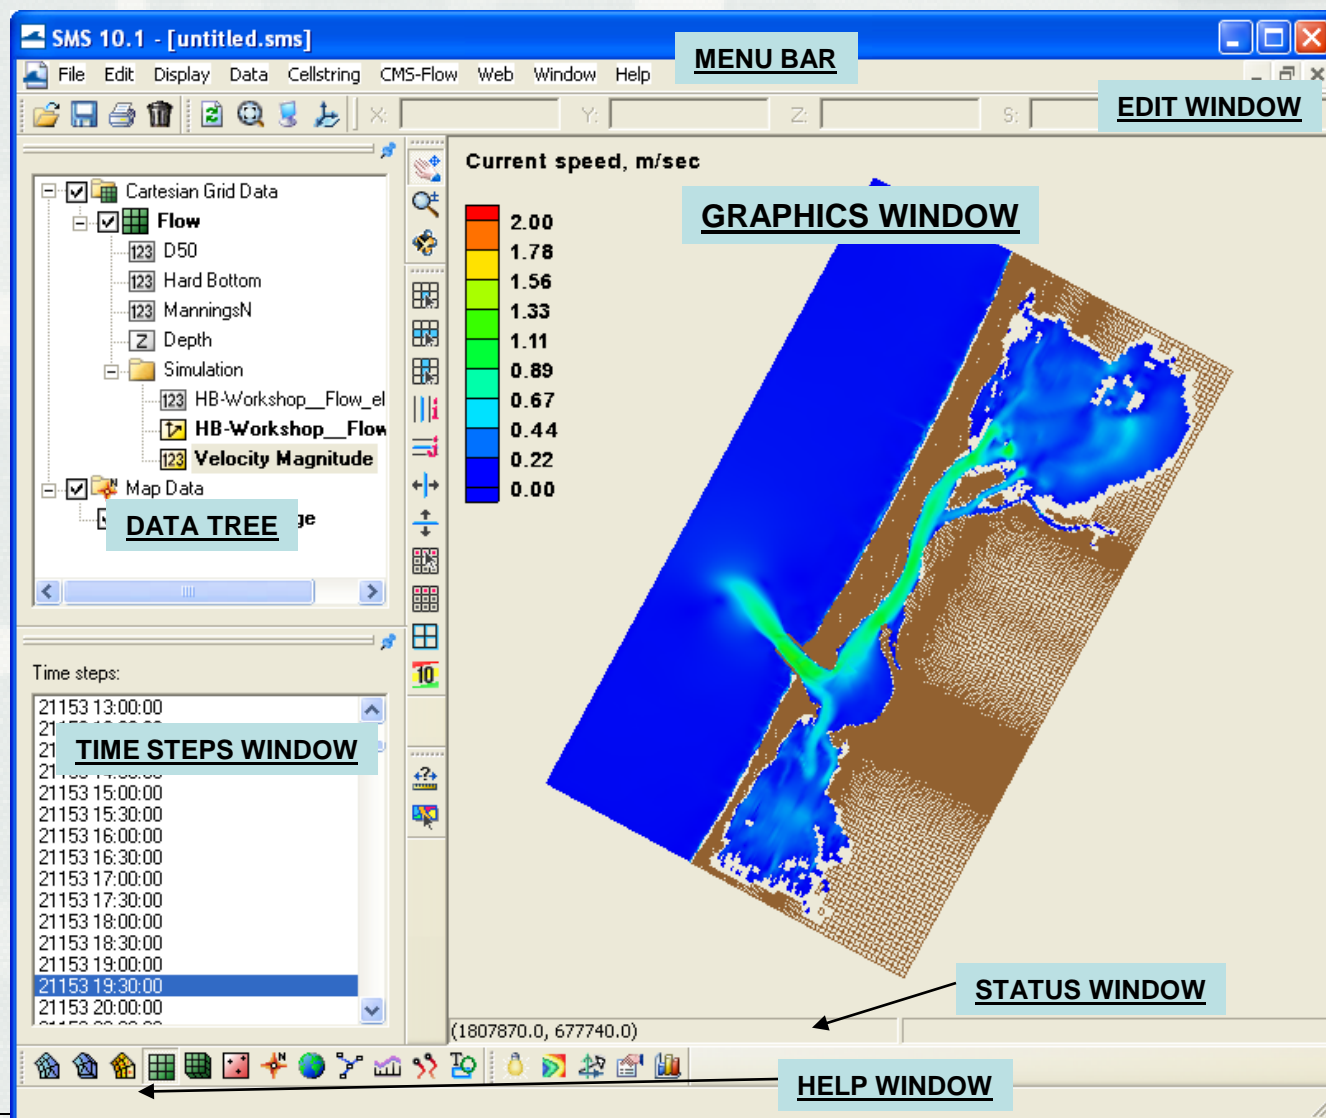 SMS 10.1 - [untitled.sms]
MENU BAR
File Edit Display Data Cellstring CMS-Flow Web Window Help
X: Y: Z: S:
EDIT WINDOW
Cartesian Grid Data
Flow
123 D50
123 Hard Bottom
123 ManningsN
Z Depth
Simulation
123 HB-Workshop__Flow_el
HB-Workshop__Flow
123 Velocity Magnitude
N Map Data
DATA TREE
Time steps:
21153 13:00:00
TIME STEPS WINDOW
21153 15:00:00
21153 15:30:00
21153 16:00:00
21153 16:30:00
21153 17:00:00
21153 17:30:00
21153 18:00:00
21153 18:30:00
21153 19:00:00
21153 19:30:00
21153 20:00:00
i
J
10
?
Current speed, m/sec
GRAPHICS WINDOW
2.00
1.78
1.56
1.33
1.11
0.89
0.67
0.44
0.22
0.00
STATUS WINDOW
(1807870.0, 677740.0)
N
T
HELP WINDOW